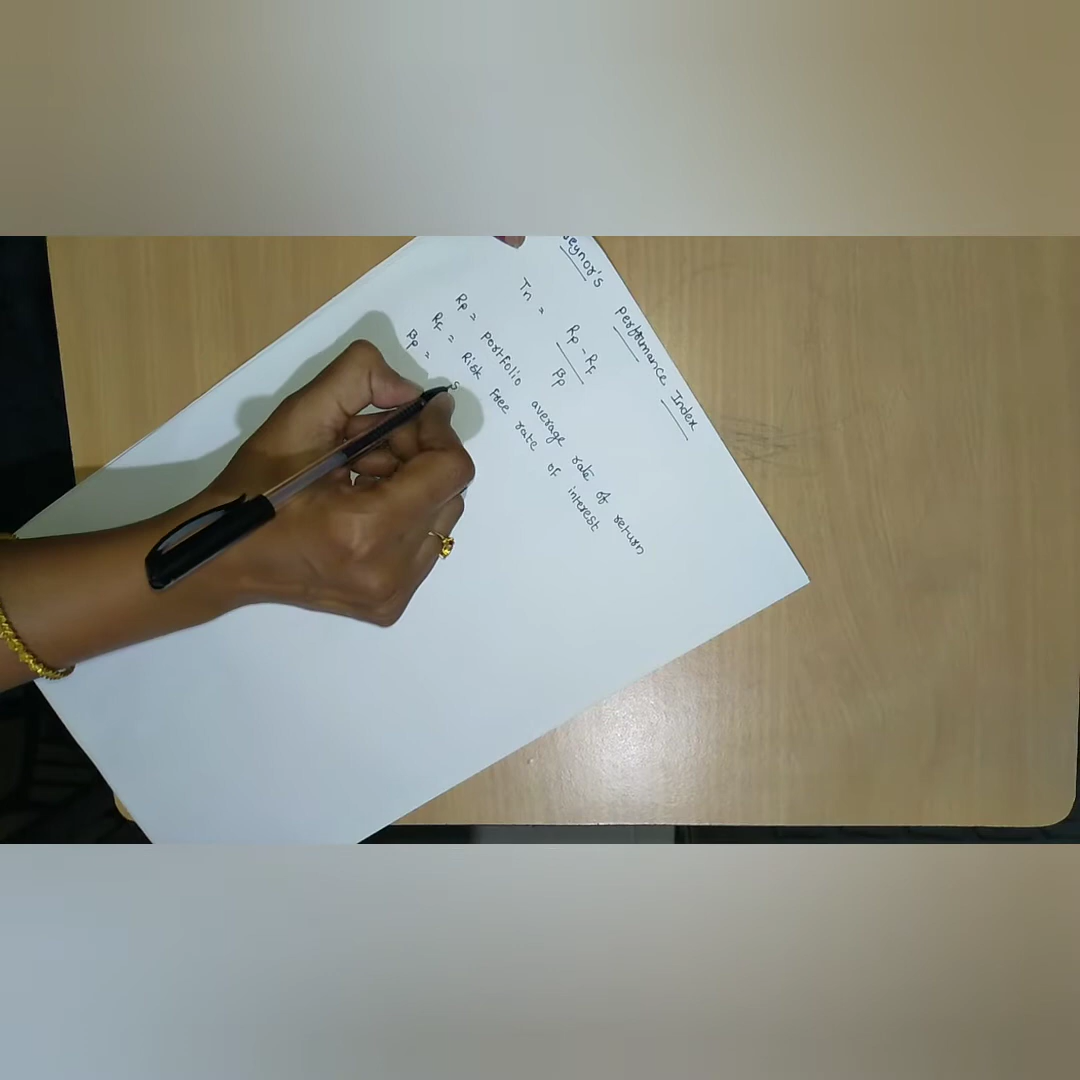 performance Index
Tn = Rp - Rf
βp
Rp = portfolio average rate of return
Rf = Risk free rate of interest
βp = s